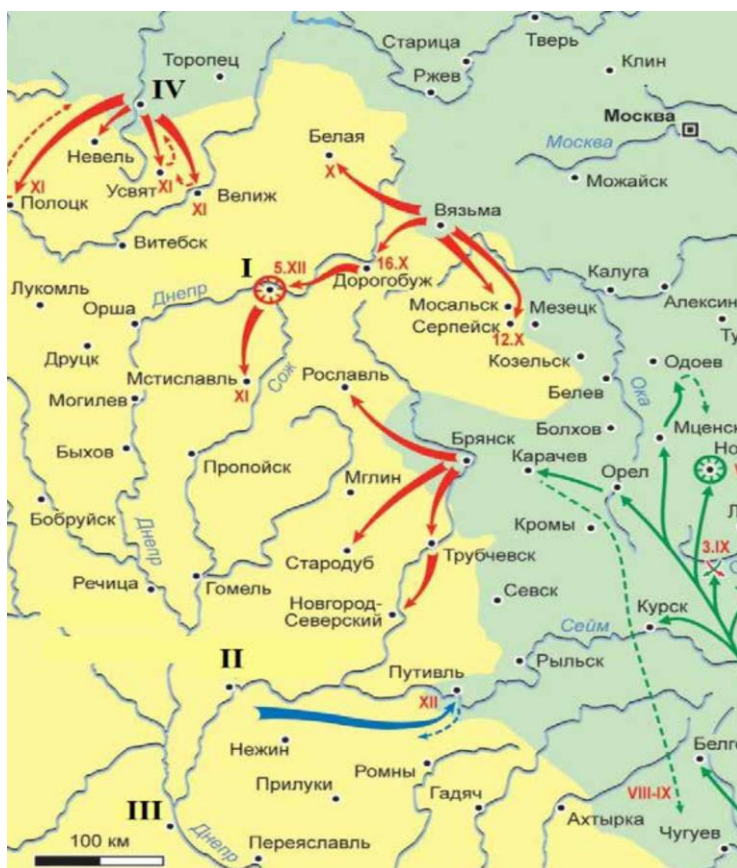 Торопец
Старица
Тверь
Ржев
Клин
IV
Москва
Москва
Невель
Белая
X
XI
Усвят
XI
Велиж
XI
Полоцк
Можайск
Вязьма
Витебск
I
5.XII
16.X
Дорогобуж
Калуга
Лукомль
Днепр
Орша
Мосальск
Мезецк
Алексин
Серпейск
12.X
Ту
Друцк
Козельск
Одоев
Мстиславль
XI
Сож
Рославль
Белев
Ока
Могилев
Болхов
Мценск
Быхов
Пропойск
Брянск
Карачев
Но
V
Мглин
Орел
Бобруйск
Днепр
Кромы
Л
3.IX
Стародуб
Трубчевск
Речица
Гомель
Севск
Новгород-
Северский
Курск
Сейм
II
Путивль
Рыльск
XII
Нежин
Белг
Прилуки
Ромны
VIII-IX
III
Гадяч
100 км
Днепр
Переяславль
Ахтырка
Чугуев